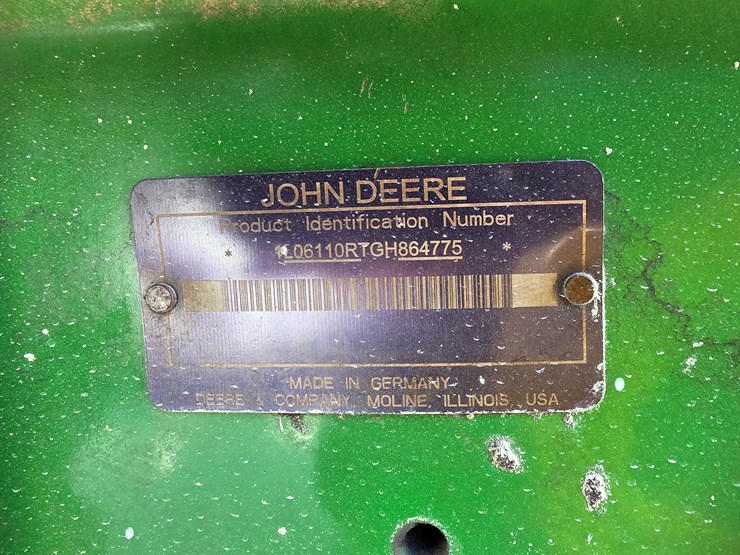 JOHN DEERE
Product Identification Number
* 1L06110RTGH864775 *
MADE IN GERMANY
DEERE & COMPANY, MOLINE, ILLINOIS, USA